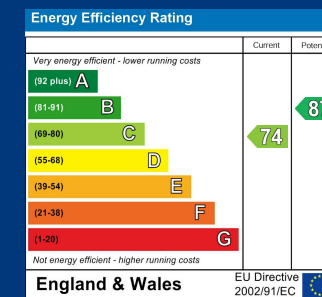 Energy Efficiency Rating
Current
Very energy efficient - lower running costs
(92 plus) A
(81-91) B
(69-80) C
74
(55-68) D
(39-54) E
(21-38) F
(1-20) G
Not energy efficient - higher running costs
England & Wales
EU Directive
2002/91/EC